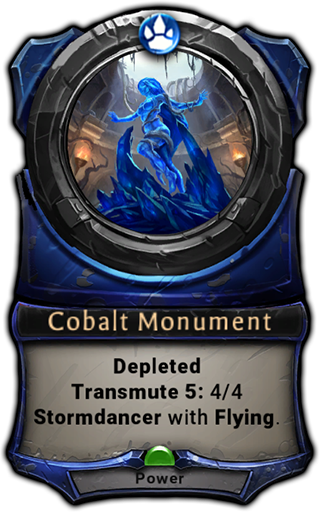 Cobalt Monument
Depleted
Transmute 5: 4/4
Stormdancer with Flying.
Power